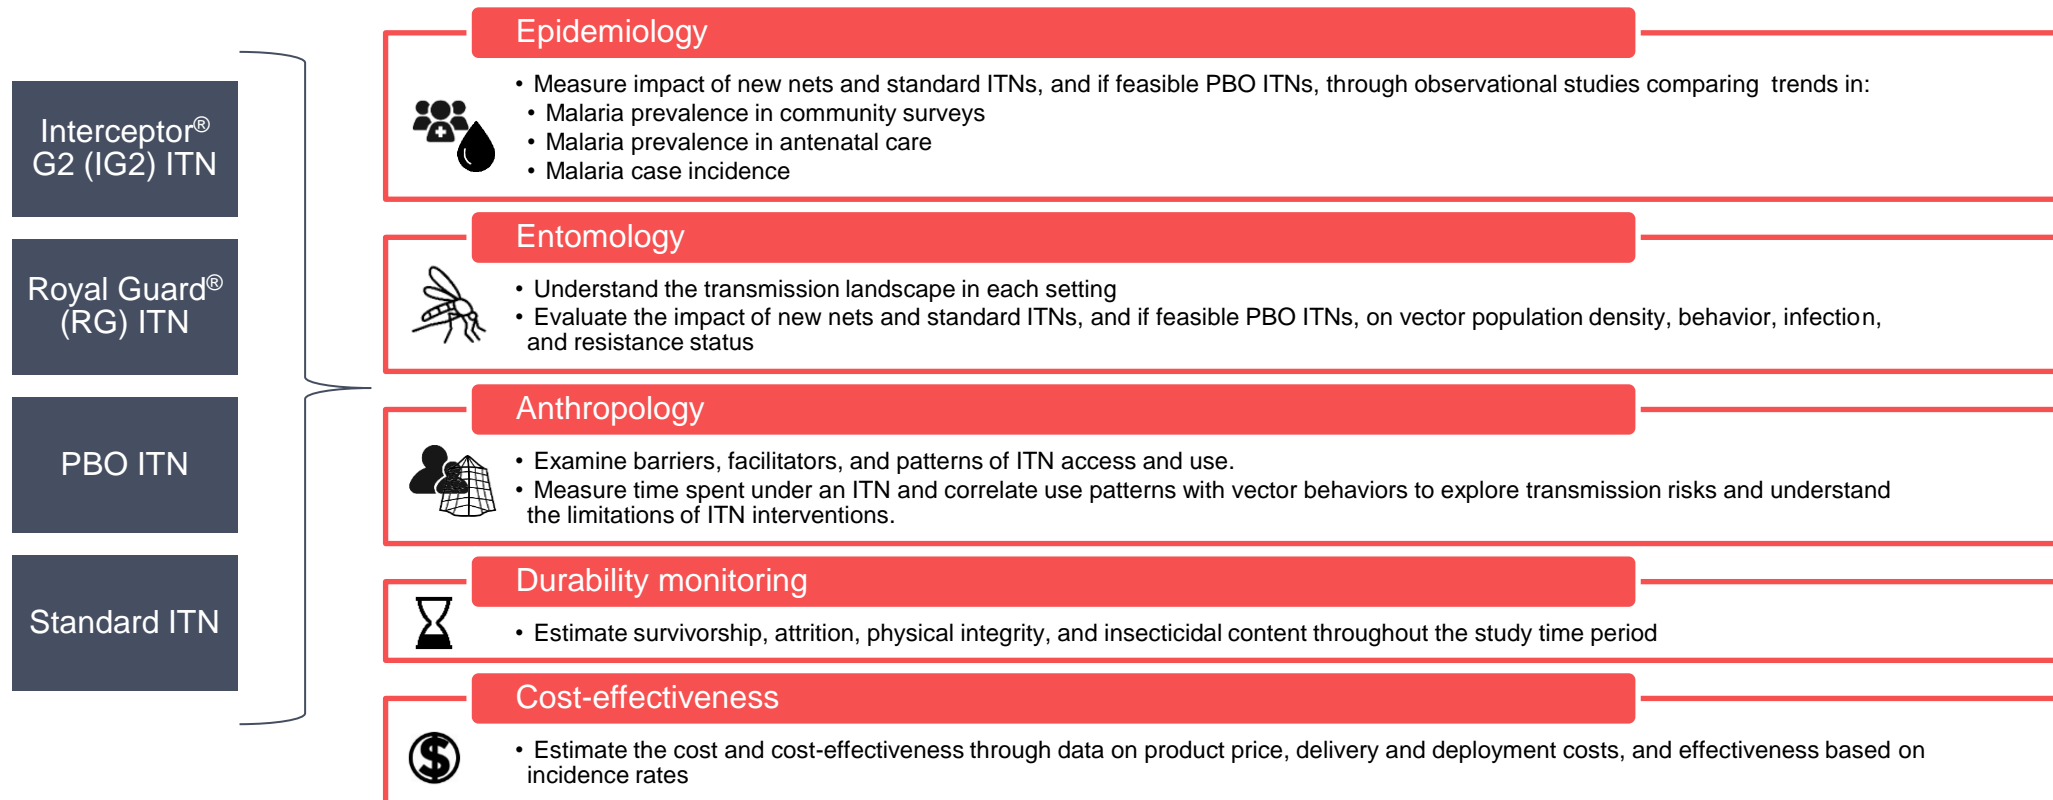 Interceptor®
G2 (IG2) ITN
Royal Guard®
(RG) ITN
PBO ITN
Standard ITN
Epidemiology
• Measure impact of new nets and standard ITNs, and if feasible PBO ITNs, through observational studies comparing trends in:
• Malaria prevalence in community surveys
• Malaria prevalence in antenatal care
• Malaria case incidence
Entomology
• Understand the transmission landscape in each setting
• Evaluate the impact of new nets and standard ITNs, and if feasible PBO ITNs, on vector population density, behavior, infection,
and resistance status
Anthropology
• Examine barriers, facilitators, and patterns of ITN access and use.
• Measure time spent under an ITN and correlate use patterns with vector behaviors to explore transmission risks and understand
the limitations of ITN interventions.
Durability monitoring
• Estimate survivorship, attrition, physical integrity, and insecticidal content throughout the study time period
Cost-effectiveness
$
• Estimate the cost and cost-effectiveness through data on product price, delivery and deployment costs, and effectiveness based on
incidence rates